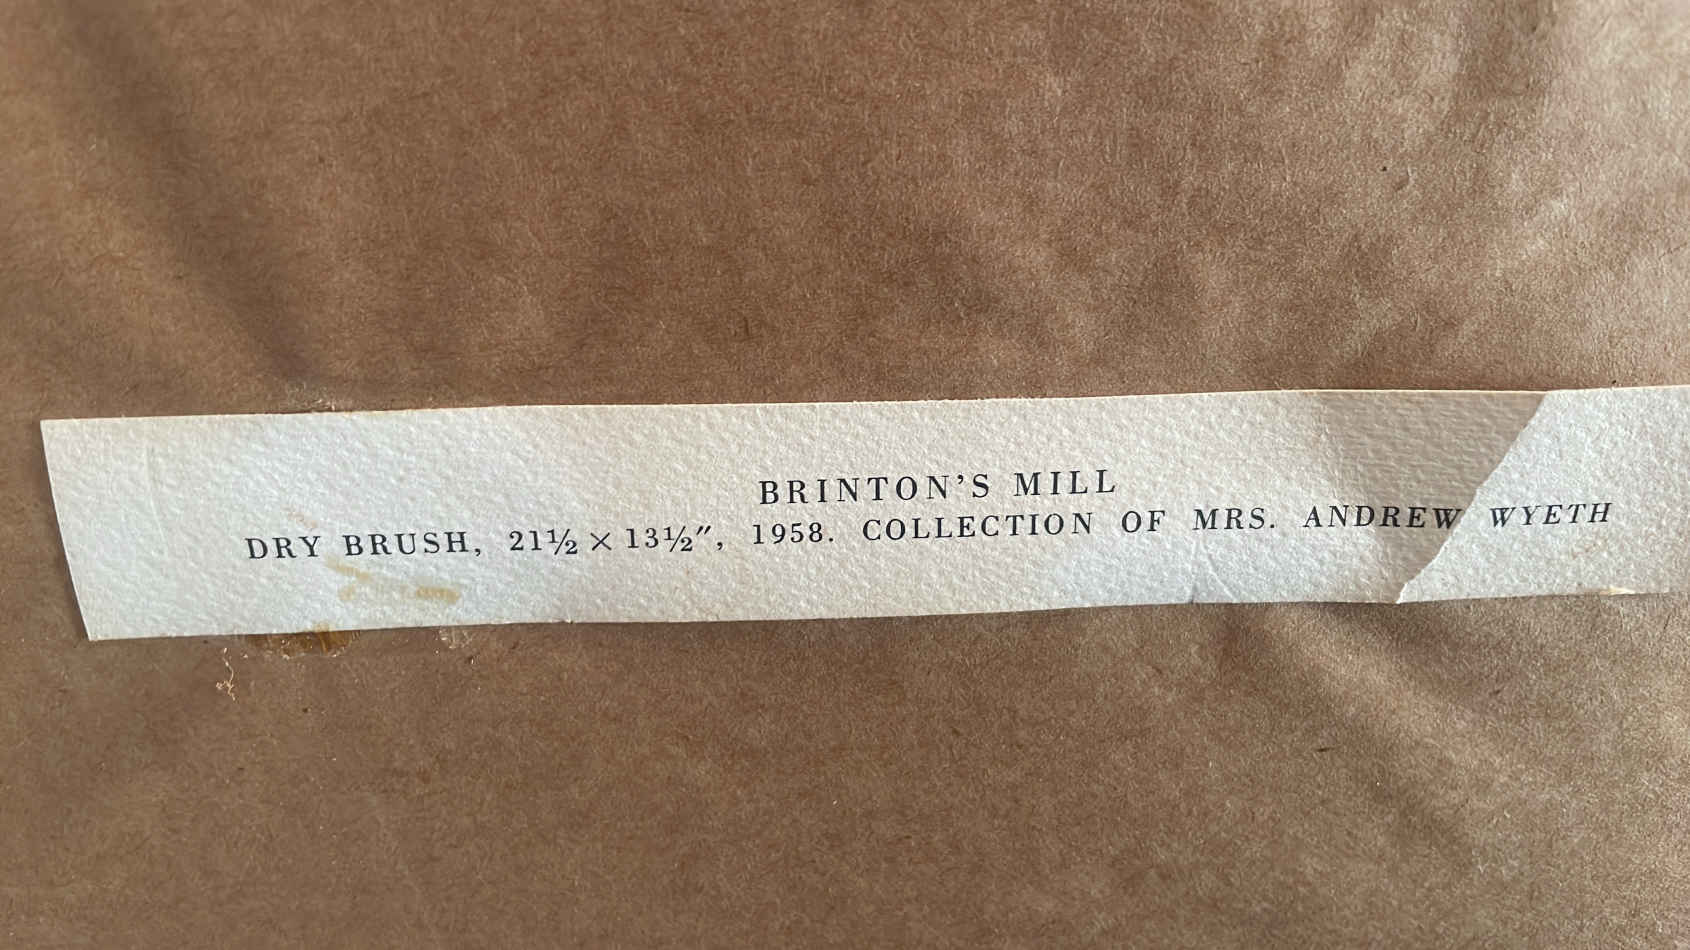 BRINTON'S MILL
DRY BRUSH, 21½ × 13½″, 1958. COLLECTION OF MRS. ANDREW WYETH